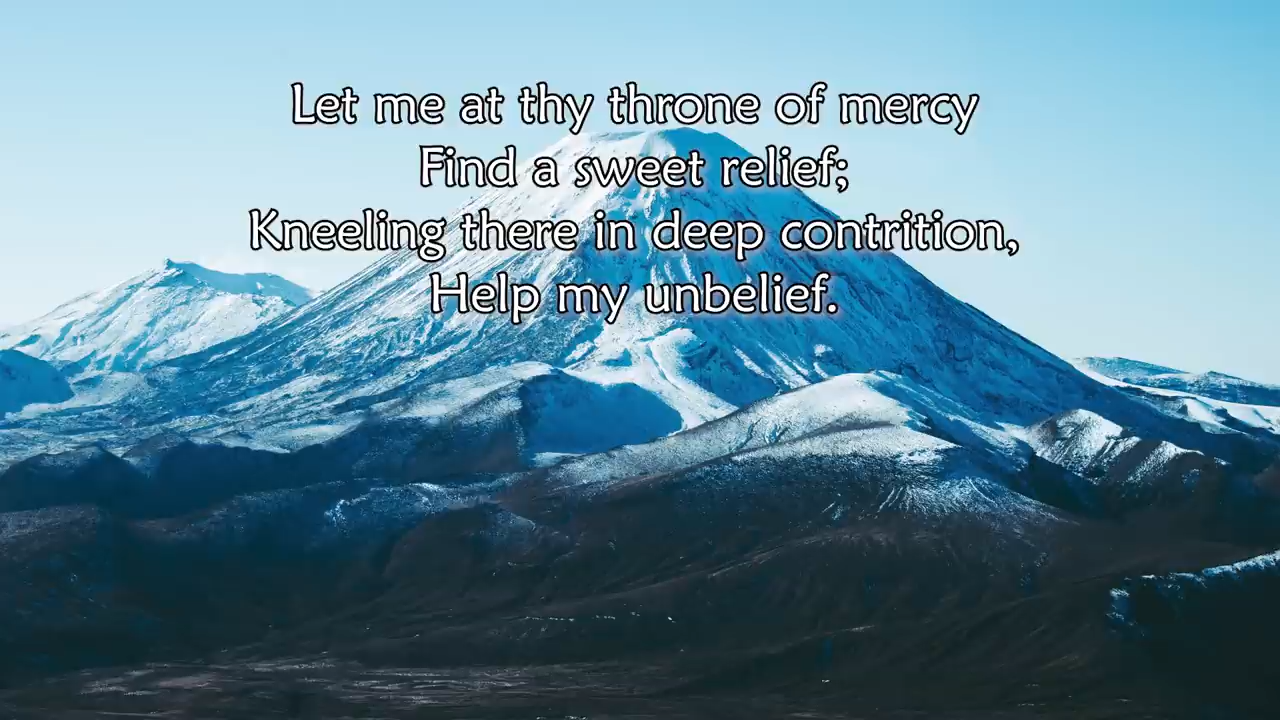 Let me at thy throne of mercy
Find a sweet relief;
Kneeling there in deep contrition,
Help my unbelief.